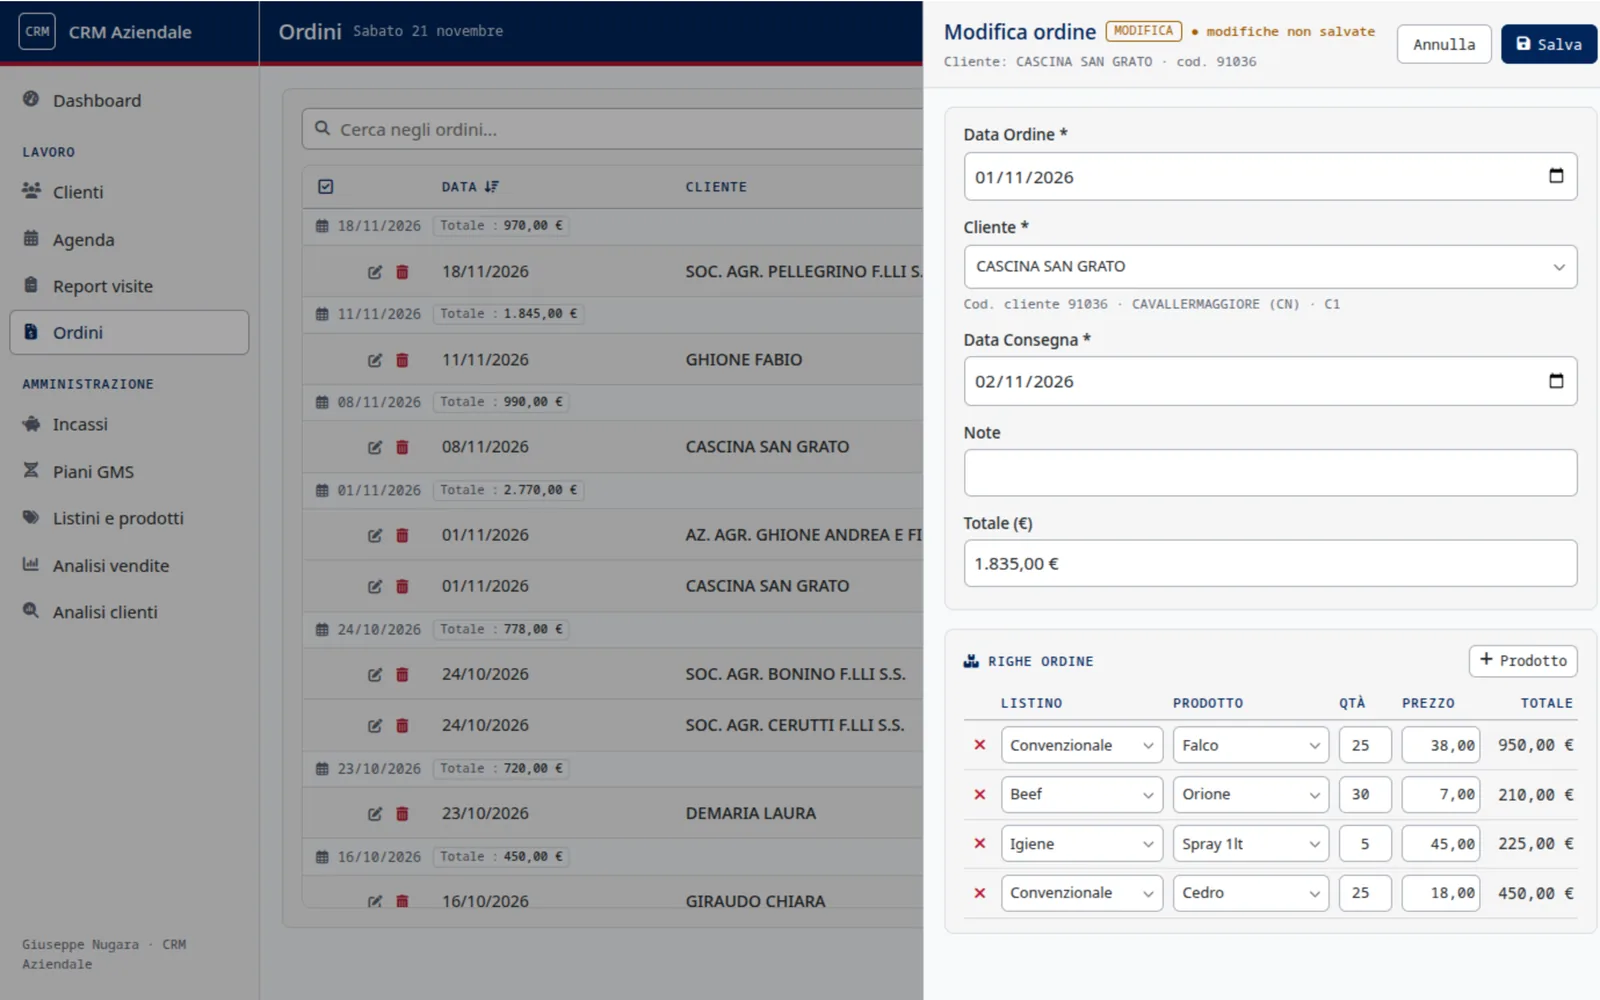 CRM CRM Aziendale
Dashboard
LAVORO
Clienti
Agenda
Report visite
Ordini
AMMINISTRAZIONE
Incassi
Piani GMS
Listini e prodotti
Analisi vendite
Analisi clienti
Giuseppe Nugara · CRM
Aziendale
Ordini Sabato 21 novembre
Cerca negli ordini...
DATA CLIENTE
18/11/2026 Totale : 970,00 €
18/11/2026 SOC. AGR. PELLEGRINO F.LLI S.
11/11/2026 Totale : 1.845,00 €
11/11/2026 GHIONE FABIO
08/11/2026 Totale : 990,00 €
08/11/2026 CASCINA SAN GRATO
01/11/2026 Totale : 2.770,00 €
01/11/2026 AZ. AGR. GHIONE ANDREA E FI
01/11/2026 CASCINA SAN GRATO
24/10/2026 Totale : 778,00 €
24/10/2026 SOC. AGR. BONINO F.LLI S.S.
24/10/2026 SOC. AGR. CERUTTI F.LLI S.S.
23/10/2026 Totale : 720,00 €
23/10/2026 DEMARIA LAURA
16/10/2026 Totale : 450,00 €
16/10/2026 GIRAUDO CHIARA
Modifica ordine MODIFICA • modifiche non salvate
Cliente: CASCINA SAN GRATO · cod. 91036
Annulla Salva
Data Ordine *
01/11/2026
Cliente *
CASCINA SAN GRATO
Cod. cliente 91036 · CAVALLERMAGGIORE (CN) · C1
Data Consegna *
02/11/2026
Note
Totale (€)
1.835,00 €
RIGHE ORDINE + Prodotto
LISTINO PRODOTTO QTÀ PREZZO TOTALE
Convenzionale Falco 25 38,00 950,00 €
Beef Orione 30 7,00 210,00 €
Igiene Spray 1lt 5 45,00 225,00 €
Convenzionale Cedro 25 18,00 450,00 €